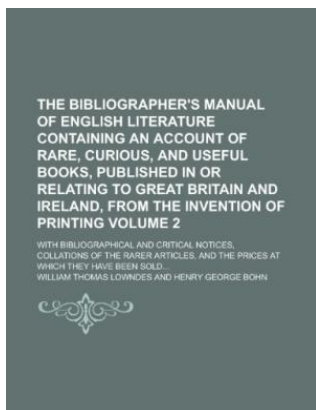 THE BIBLIOGRAPHER'S MANUAL
OF ENGLISH LITERATURE
CONTAINING AN ACCOUNT OF
RARE, CURIOUS, AND USEFUL
BOOKS, PUBLISHED IN OR
RELATING TO GREAT BRITAIN AND
IRELAND, FROM THE INVENTION OF
PRINTING VOLUME 2
WITH BIBLIOGRAPHICAL AND CRITICAL NOTICES,
COLLATIONS OF THE RARER ARTICLES, AND THE PRICES AT
WHICH THEY HAVE BEEN SOLD...
WILLIAM THOMAS LOWNDES AND HENRY GEORGE BOHN